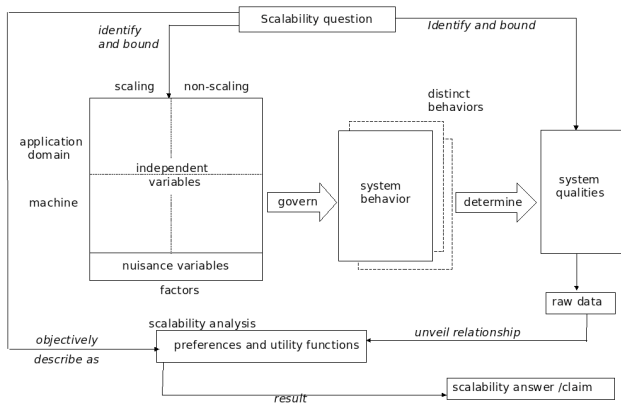 Scalability question
identify
and bound
Identify and bound
scaling
non-scaling
distinct
behaviors
application
domain
machine
independent
variables
govern
system
behavior
determine
system
qualities
nuisance variables
factors
raw data
scalability analysis
objectively
describe as
preferences and utility functions
unveil relationship
scalability answer /claim
result